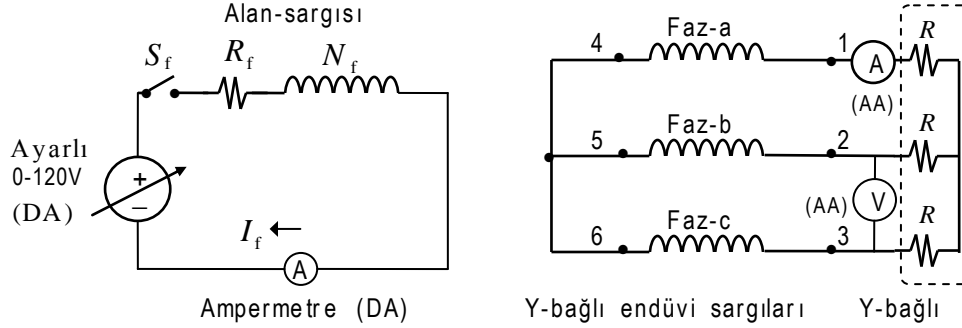 Alan-sargısı
S_f
R_f
N_f
Ayarlı
0-120V
(DA)
+
–
I_f
A
Ampermetre (DA)
Faz-a
4
1
A
(AA)
R
Faz-b
5
2
R
(AA)
V
Faz-c
6
3
R
Y-bağlı endüvi sargıları
Y-bağlı